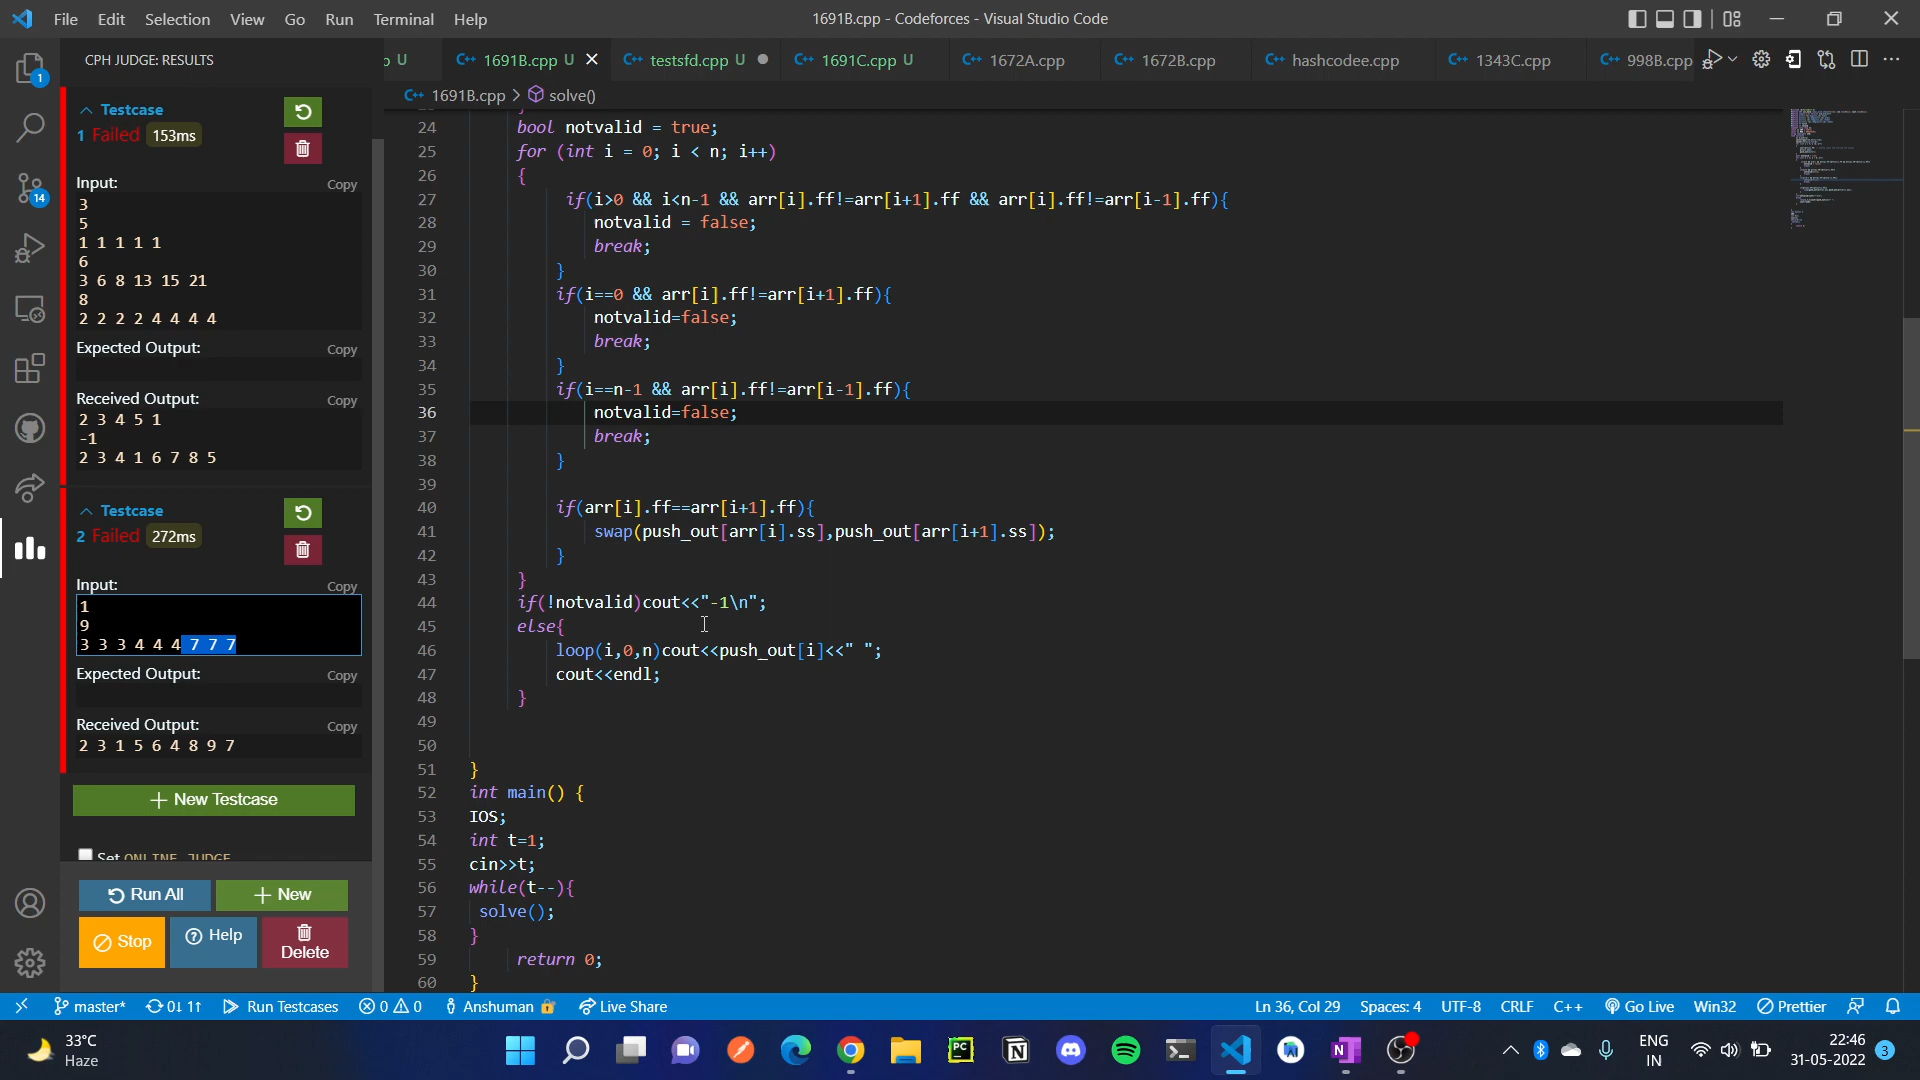 File Edit Selection View Go Run Terminal Help
1691B.cpp - Codeforces - Visual Studio Code
CPH JUDGE: RESULTS
U
C++ 1691B.cpp U
C++ testsfd.cpp U
C++ 1691C.cpp U
C++ 1672A.cpp
C++ 1672B.cpp
C++ hashcodee.cpp
C++ 1343C.cpp
C++ 998B.cpp
C++ 1691B.cpp > solve()
1
14
Testcase
1 Failed 153ms
Input:
Copy
3
5
1 1 1 1 1
6
3 6 8 13 15 21
8
2 2 2 2 4 4 4 4
Expected Output:
Copy
Received Output:
Copy
2 3 4 5 1
-1
2 3 4 1 6 7 8 5
Testcase
2 Failed 272ms
Input:
Copy
1
9
3 3 3 4 4 4 7 7 7
Expected Output:
Copy
Received Output:
Copy
2 3 1 5 6 4 8 9 7
New Testcase
Set ONLINE_JUDGE
Run All
New
Stop
Help
Delete
24 bool notvalid = true;
25 for (int i = 0; i < n; i++)
26 {
27 if(i>0 && i<n-1 && arr[i].ff!=arr[i+1].ff && arr[i].ff!=arr[i-1].ff){
28 notvalid = false;
29 break;
30 }
31 if(i==0 && arr[i].ff!=arr[i+1].ff){
32 notvalid=false;
33 break;
34 }
35 if(i==n-1 && arr[i].ff!=arr[i-1].ff){
36 notvalid=false;
37 break;
38 }
39
40 if(arr[i].ff==arr[i+1].ff){
41 swap(push_out[arr[i].ss],push_out[arr[i+1].ss]);
42 }
43 }
44 if(!notvalid)cout<<"-1\n";
45 else{
46 loop(i,0,n)cout<<push_out[i]<<" ";
47 cout<<endl;
48 }
49
50
51 }
52 int main() {
53 IOS;
54 int t=1;
55 cin>>t;
56 while(t--){
57 solve();
58 }
59 return 0;
60 }
master* 0↓ 1↑ Run Testcases 0 0 Anshuman Live Share
Ln 36, Col 29 Spaces: 4 UTF-8 CRLF C++ Go Live Win32 Prettier
33°C
Haze
PC
N
N
ENG
IN
22:46
31-05-2022
3